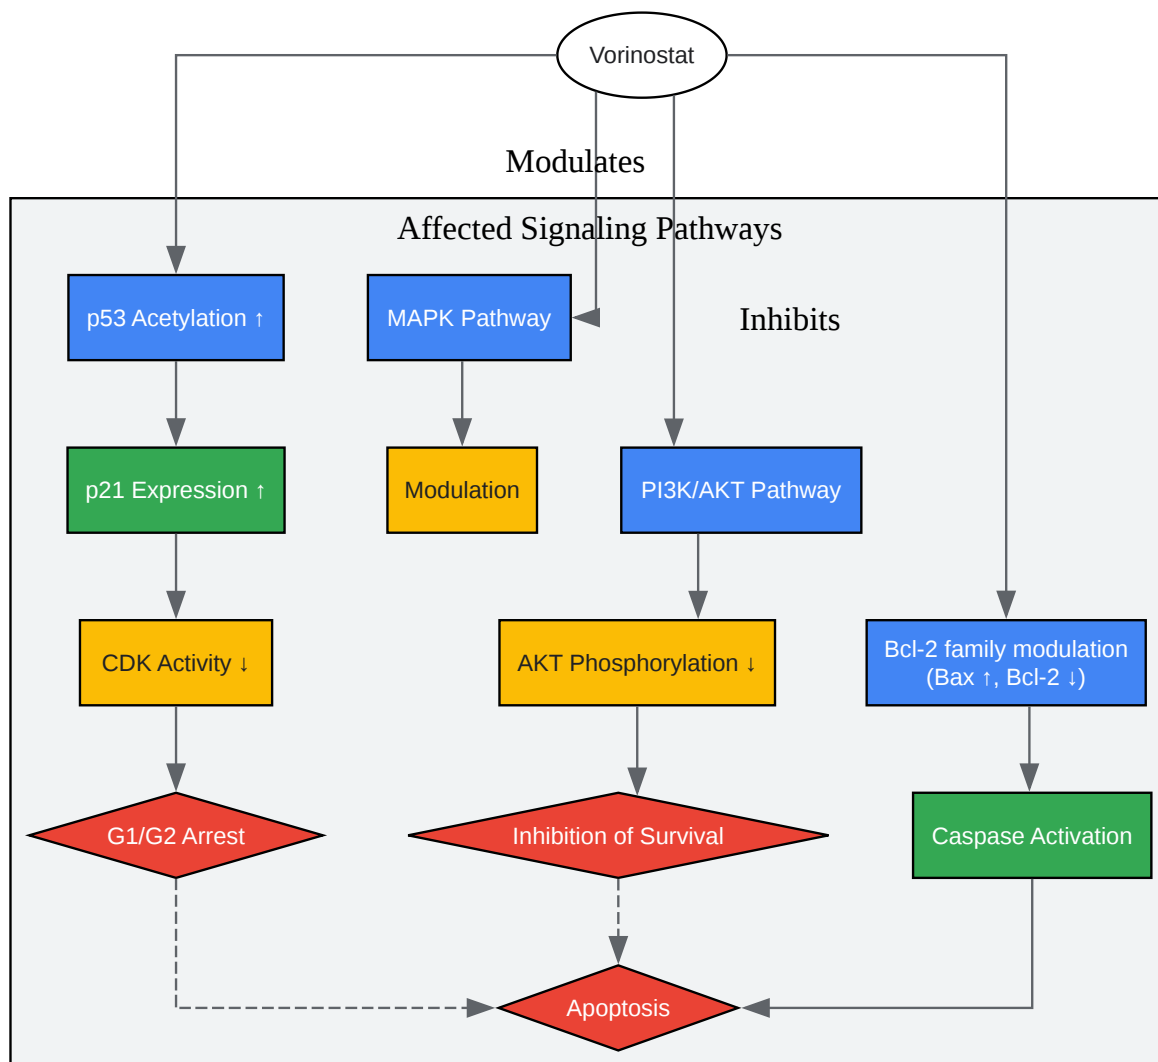 Vorinostat
Modulates
Affected Signaling Pathways
p53 Acetylation ↑
MAPK Pathway
Inhibits
p21 Expression ↑
Modulation
PI3K/AKT Pathway
CDK Activity ↓
AKT Phosphorylation ↓
Bcl-2 family modulation
(Bax ↑, Bcl-2 ↓)
G1/G2 Arrest
Inhibition of Survival
Caspase Activation
Apoptosis